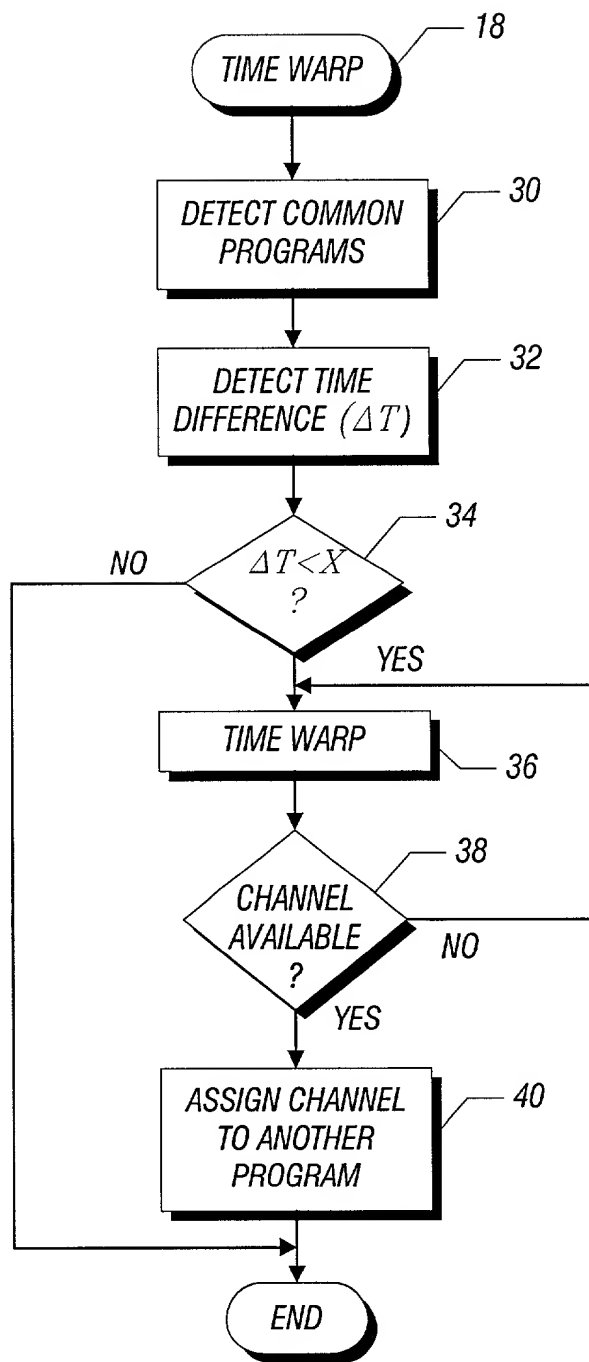 TIME WARP
18
DETECT COMMON
PROGRAMS
30
DETECT TIME
DIFFERENCE (ΔT)
32
ΔT<X
?
34
NO
YES
TIME WARP
36
CHANNEL
AVAILABLE
?
38
NO
YES
ASSIGN CHANNEL
TO ANOTHER
PROGRAM
40
END